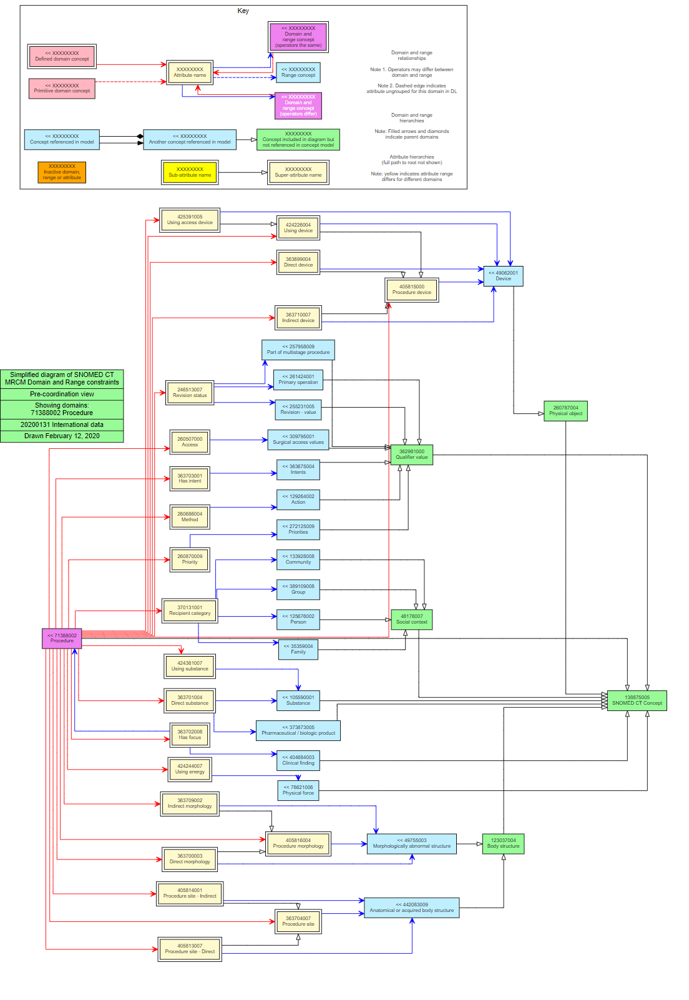 Key
<< XXXXXXXX
Domain and
range concept
(operators the same)
<< XXXXXXXX
Defined domain concept
XXXXXXXX
Attribute name
<< XXXXXXXX
Range concept
<< XXXXXXXX
Primitive domain concept
<< XXXXXXXX
Domain and
range concept
(operators differ)
Domain and range
relationships
Note 1. Operators may differ between
domain and range
Note 2. Dashed edge indicates
attribute ungrouped for this domain in DL
Domain and range
hierarchies
Note: Filled arrows and diamonds
indicate parent domains
<< XXXXXXXX
Concept referenced in model
<< XXXXXXXX
Another concept referenced in model
XXXXXXXX
Concept included in diagram but
not referenced in concept model
Attribute hierarchies
(full path to root not shown)
Note: yellow indicates attribute range
differs for different domains
XXXXXXXX
Inactive domain,
range or attribute
XXXXXXXX
Sub-attribute name
XXXXXXXX
Super-attribute name
425391005
Using access device
424226004
Using device
363699004
Direct device
<< 49062001
Device
405815000
Procedure device
363710007
Indirect device
<< 257958009
Part of multistage procedure
Simplified diagram of SNOMED CT
MRCM Domain and Range constraints
Pre-coordination view
Showing domains:
71388002 Procedure
20200131 International data
Drawn February 12, 2020
<< 261424001
Primary operation
246513007
Revision status
<< 255231005
Revision - value
260787004
Physical object
260507000
Access
<< 309795001
Surgical access values
362981000
Qualifier value
363703001
Has intent
<< 363675004
Intents
<< 129264002
Action
260686004
Method
<< 272125009
Priorities
260870009
Priority
<< 133928008
Community
<< 389109008
Group
370131001
Recipient category
<< 125676002
Person
48176007
Social context
<< 71388002
Procedure
<< 35359004
Family
424361007
Using substance
363701004
Direct substance
<< 105590001
Substance
138875005
SNOMED CT Concept
<< 373873005
Pharmaceutical / biologic product
363702006
Has focus
<< 404684003
Clinical finding
424244007
Using energy
<< 78621006
Physical force
363709002
Indirect morphology
405816004
Procedure morphology
<< 49755003
Morphologically abnormal structure
123037004
Body structure
363700003
Direct morphology
405814001
Procedure site - Indirect
<< 442083009
Anatomical or acquired body structure
363704007
Procedure site
405813007
Procedure site - Direct